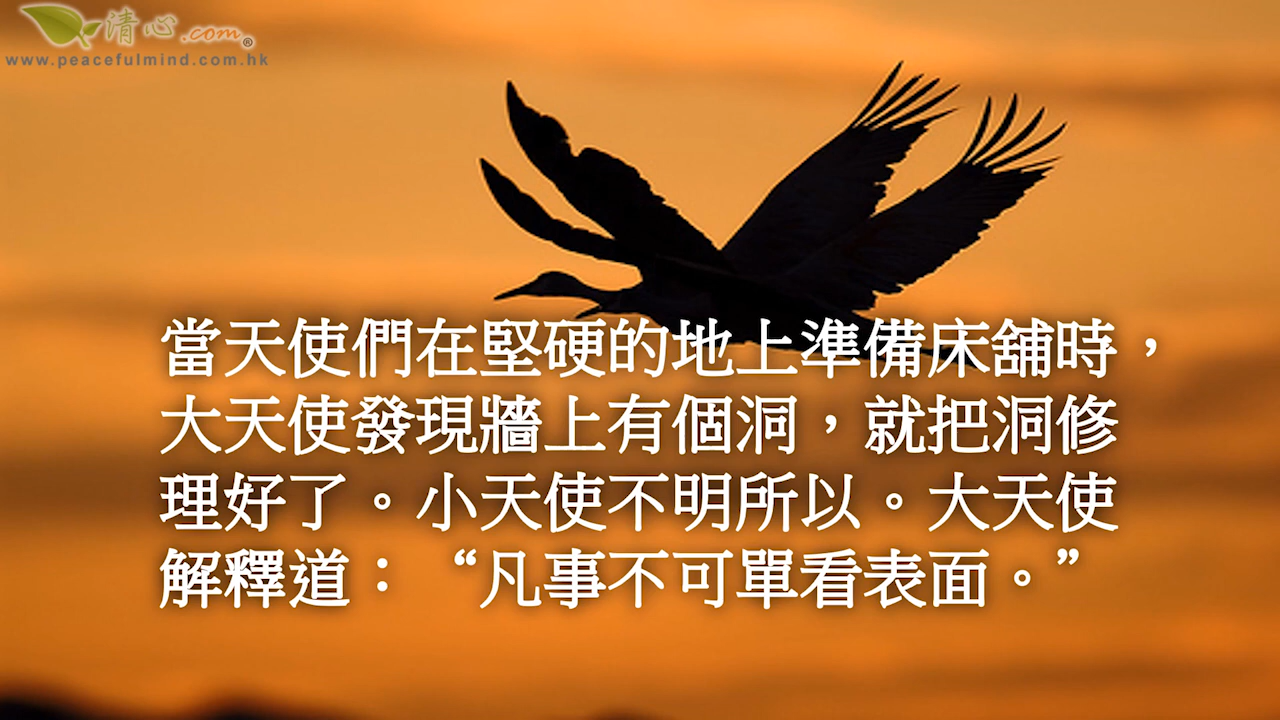 清心.com®
www.peacefulmind.com.hk
當天使們在堅硬的地上準備床舖時，
大天使發現牆上有個洞，就把洞修
理好了。小天使不明所以。大天使
解釋道：“凡事不可單看表面。”